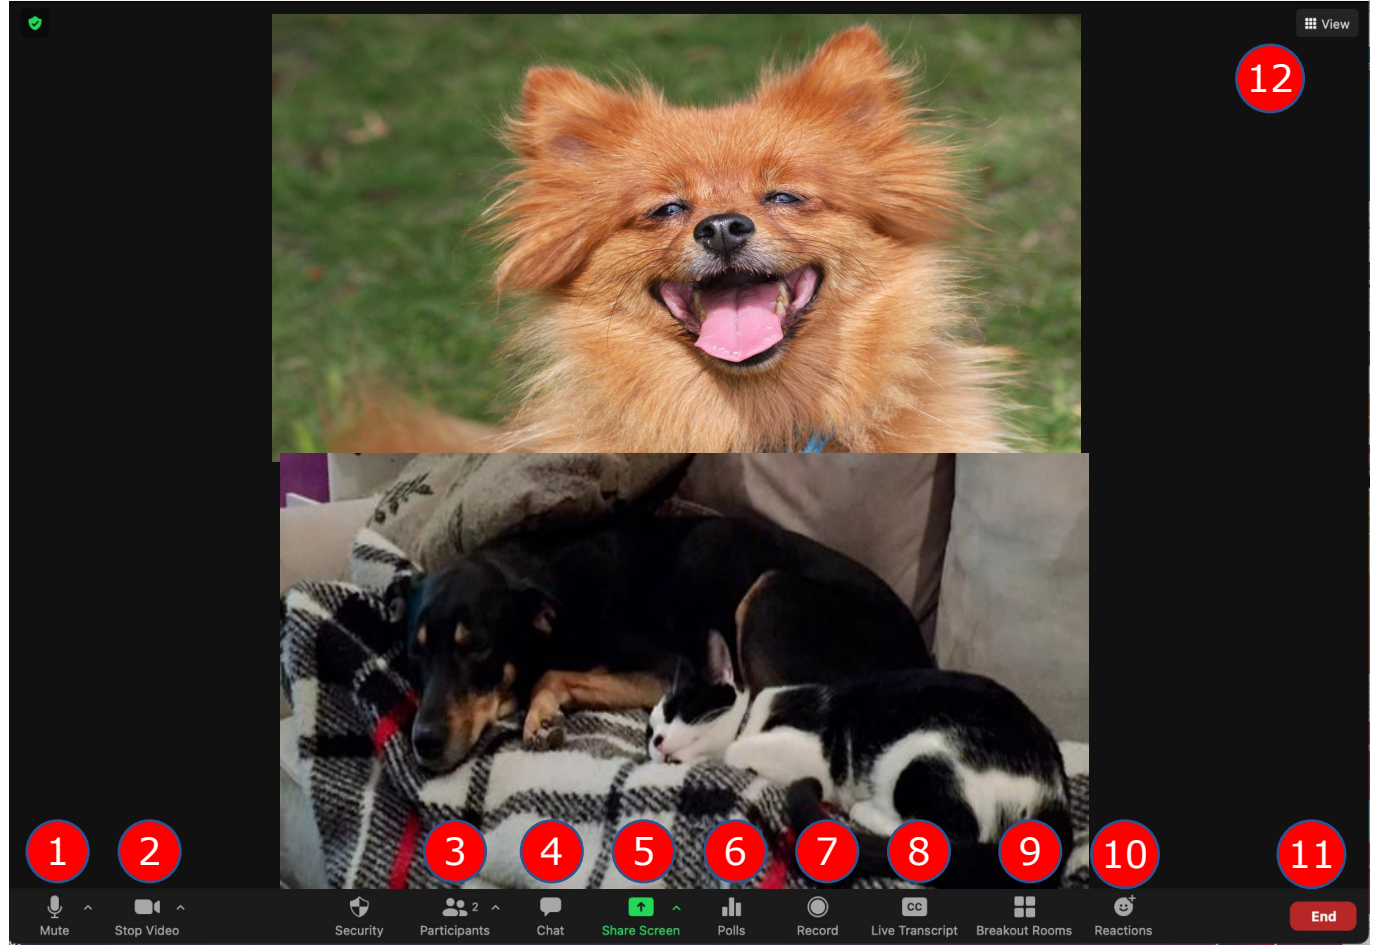 View
12
1 2 3 4 5 6 7 8 9 10 11
2 CC
Mute Stop Video Security Participants Chat Share Screen Polls Record Live Transcript Breakout Rooms Reactions End